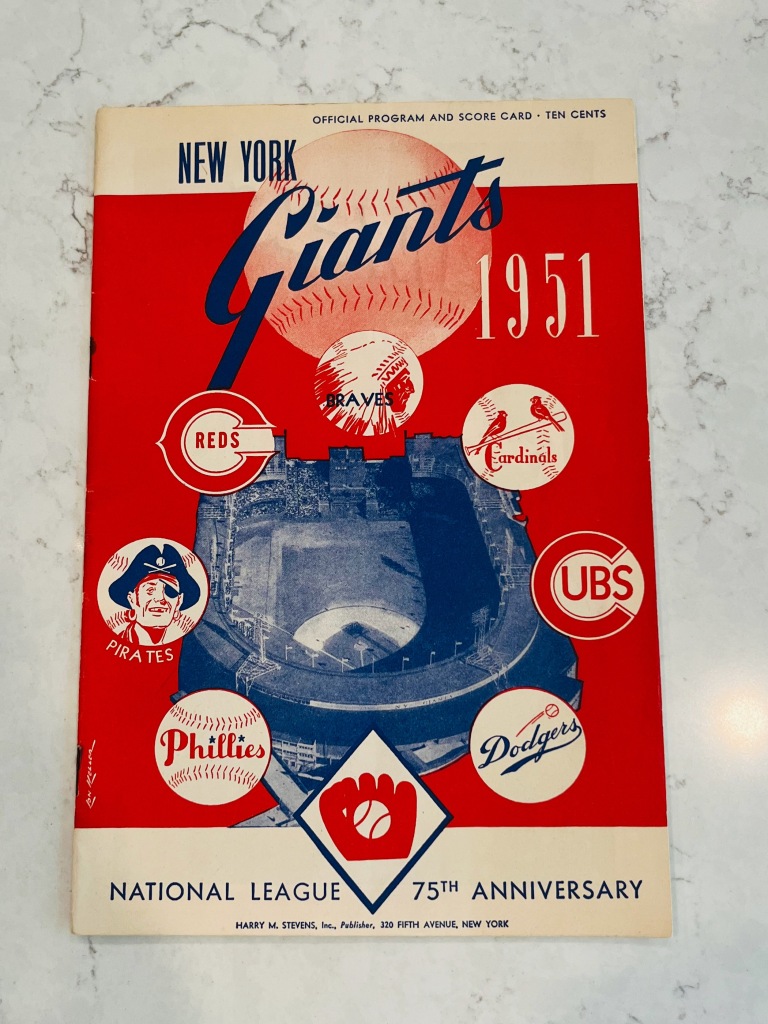 OFFICIAL PROGRAM AND SCORE CARD · TEN CENTS
NEW YORK
Giants
1951
BRAVES
REDS
Cardinals
CUBS
PIRATES
Phillies
Dodgers
NATIONAL LEAGUE 75TH ANNIVERSARY
HARRY M. STEVENS, Inc., Publisher, 320 FIFTH AVENUE, NEW YORK